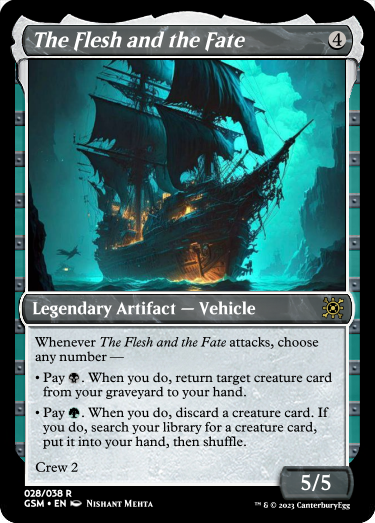 The Flesh and the Fate 4
Legendary Artifact — Vehicle
Whenever The Flesh and the Fate attacks, choose
any number —
• Pay . When you do, return target creature card
from your graveyard to your hand.
• Pay . When you do, discard a creature card. If
you do, search your library for a creature card,
put it into your hand, then shuffle.
Crew 2
5/5
028/038 R
GSM • EN Nishant Mehta
™ & © 2023 CanterburyEgg